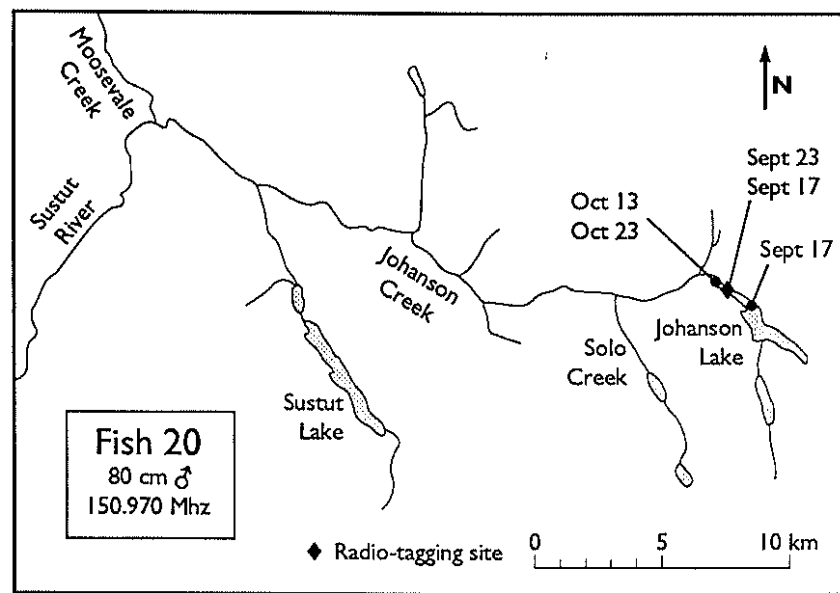 Moosevale
Creek
N
Sept 23
Sept 17
Oct 13
Oct 23
Sept 17
Sustut
River
Johanson
Creek
Johanson
Lake
Solo
Creek
Sustut
Lake
Fish 20
80 cm ♂
150.970 Mhz
♦ Radio-tagging site
0 5 10 km